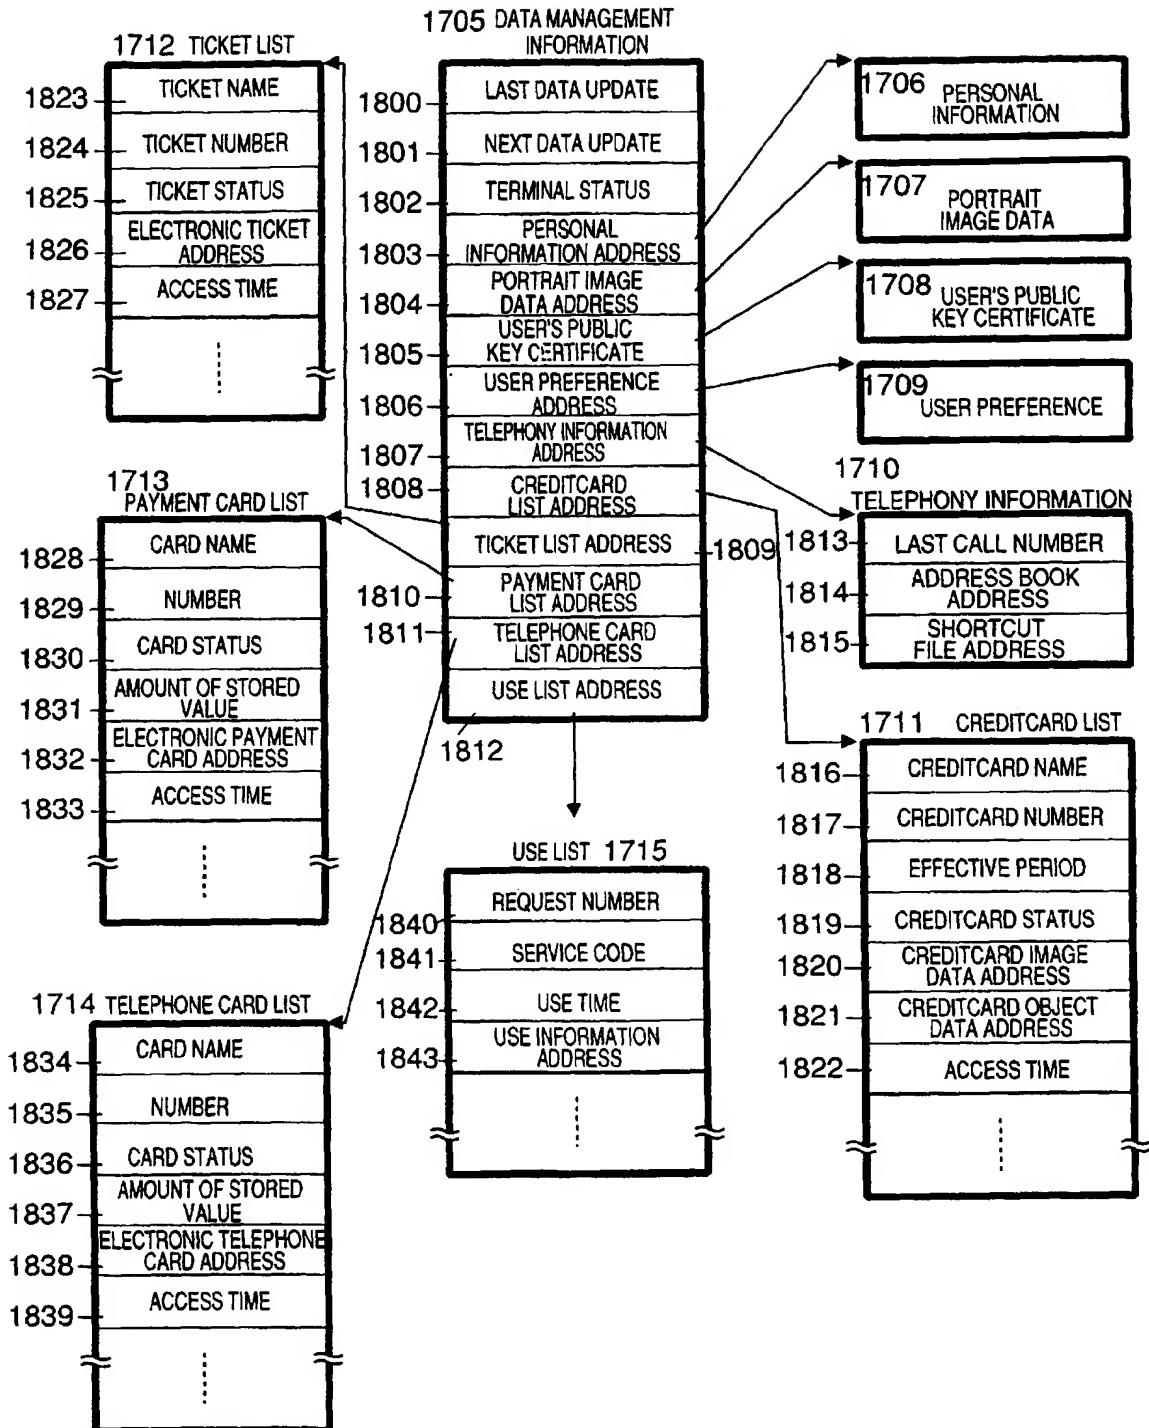 1705 DATA MANAGEMENT
INFORMATION
1800
LAST DATA UPDATE
1801
NEXT DATA UPDATE
1802
TERMINAL STATUS
1803
PERSONAL
INFORMATION ADDRESS
1804
PORTRAIT IMAGE
DATA ADDRESS
1805
USER'S PUBLIC
KEY CERTIFICATE
1806
USER PREFERENCE
ADDRESS
1807
TELEPHONY INFORMATION
ADDRESS
1808
CREDITCARD
LIST ADDRESS
TICKET LIST ADDRESS
1809
1810
PAYMENT CARD
LIST ADDRESS
1811
TELEPHONE CARD
LIST ADDRESS
USE LIST ADDRESS
1812
1712 TICKET LIST
1823
TICKET NAME
1824
TICKET NUMBER
1825
TICKET STATUS
1826
ELECTRONIC TICKET
ADDRESS
1827
ACCESS TIME
1713
PAYMENT CARD LIST
1828
CARD NAME
1829
NUMBER
1830
CARD STATUS
1831
AMOUNT OF STORED
VALUE
1832
ELECTRONIC PAYMENT
CARD ADDRESS
1833
ACCESS TIME
1714 TELEPHONE CARD LIST
1834
CARD NAME
1835
NUMBER
1836
CARD STATUS
1837
AMOUNT OF STORED
VALUE
1838
ELECTRONIC TELEPHONE
CARD ADDRESS
1839
ACCESS TIME
USE LIST 1715
1840
REQUEST NUMBER
1841
SERVICE CODE
1842
USE TIME
1843
USE INFORMATION
ADDRESS
1706
PERSONAL
INFORMATION
1707
PORTRAIT
IMAGE DATA
1708
USER'S PUBLIC
KEY CERTIFICATE
1709
USER PREFERENCE
1710
TELEPHONY INFORMATION
1813
LAST CALL NUMBER
1814
ADDRESS BOOK
ADDRESS
1815
SHORTCUT
FILE ADDRESS
1711 CREDITCARD LIST
1816
CREDITCARD NAME
1817
CREDITCARD NUMBER
1818
EFFECTIVE PERIOD
1819
CREDITCARD STATUS
1820
CREDITCARD IMAGE
DATA ADDRESS
1821
CREDITCARD OBJECT
DATA ADDRESS
1822
ACCESS TIME